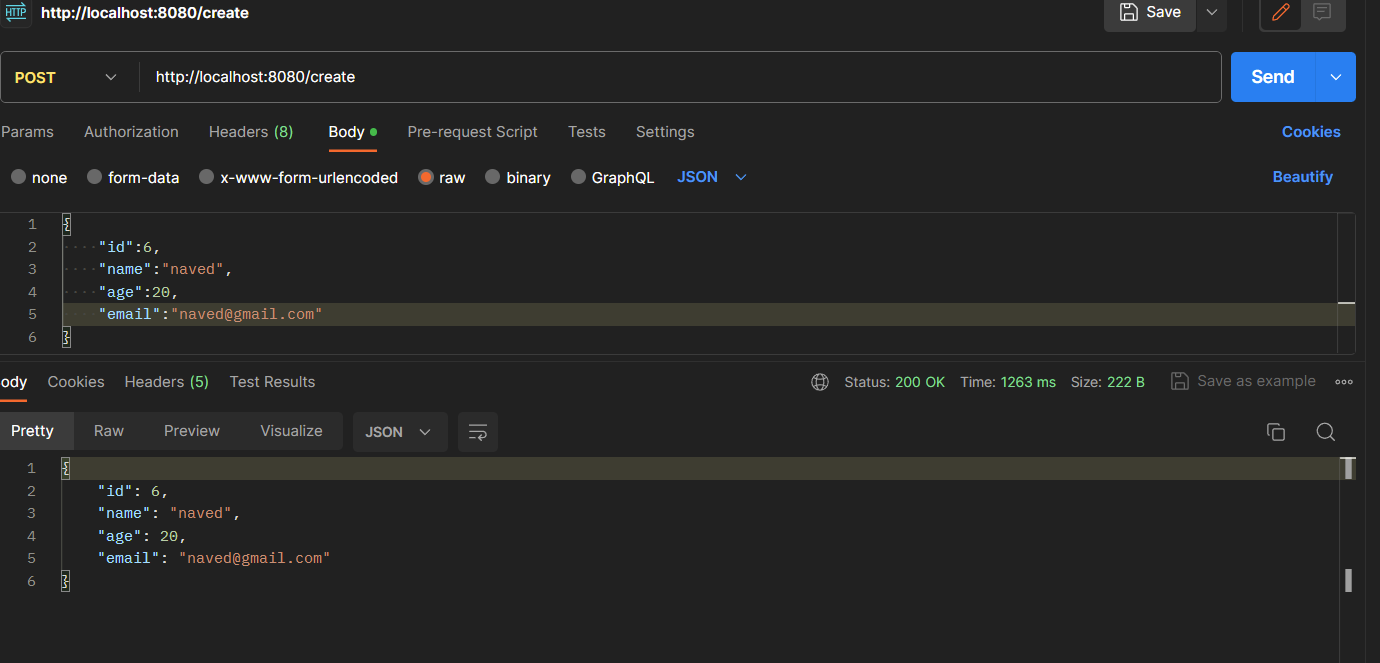 HTTP http://localhost:8080/create Save
POST http://localhost:8080/create Send
Params Authorization Headers (8) Body Pre-request Script Tests Settings Cookies
none form-data x-www-form-urlencoded raw binary GraphQL JSON Beautify
1 {
2 "id":6,
3 "name":"naved",
4 "age":20,
5 "email":"naved@gmail.com"
6 }
ody Cookies Headers (5) Test Results Status: 200 OK Time: 1263 ms Size: 222 B Save as example
Pretty Raw Preview Visualize JSON
1 {
2 "id": 6,
3 "name": "naved",
4 "age": 20,
5 "email": "naved@gmail.com"
6 }